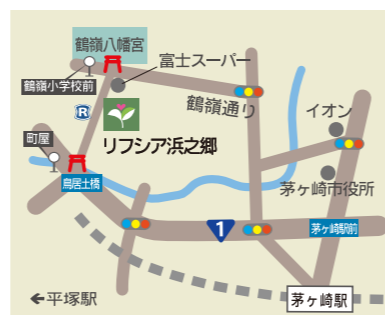 鶴嶺八幡宮
富士スーパー
鶴嶺小学校前
鶴嶺通り
R
イオン
町屋
リフシア浜之郷
鳥居土橋
茅ヶ崎市役所
1
茅ヶ崎駅前
←平塚駅
茅ヶ崎駅